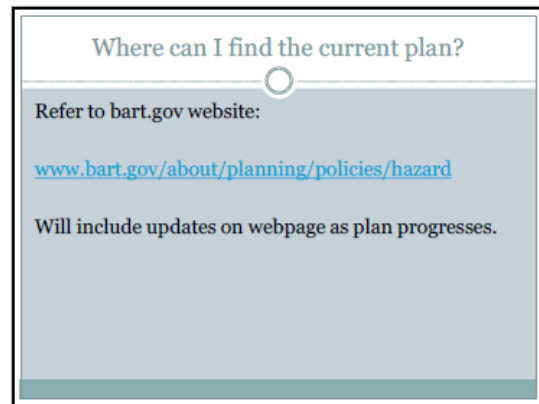 Where can I find the current plan?
Refer to bart.gov website:
www.bart.gov/about/planning/policies/hazard
Will include updates on webpage as plan progresses.